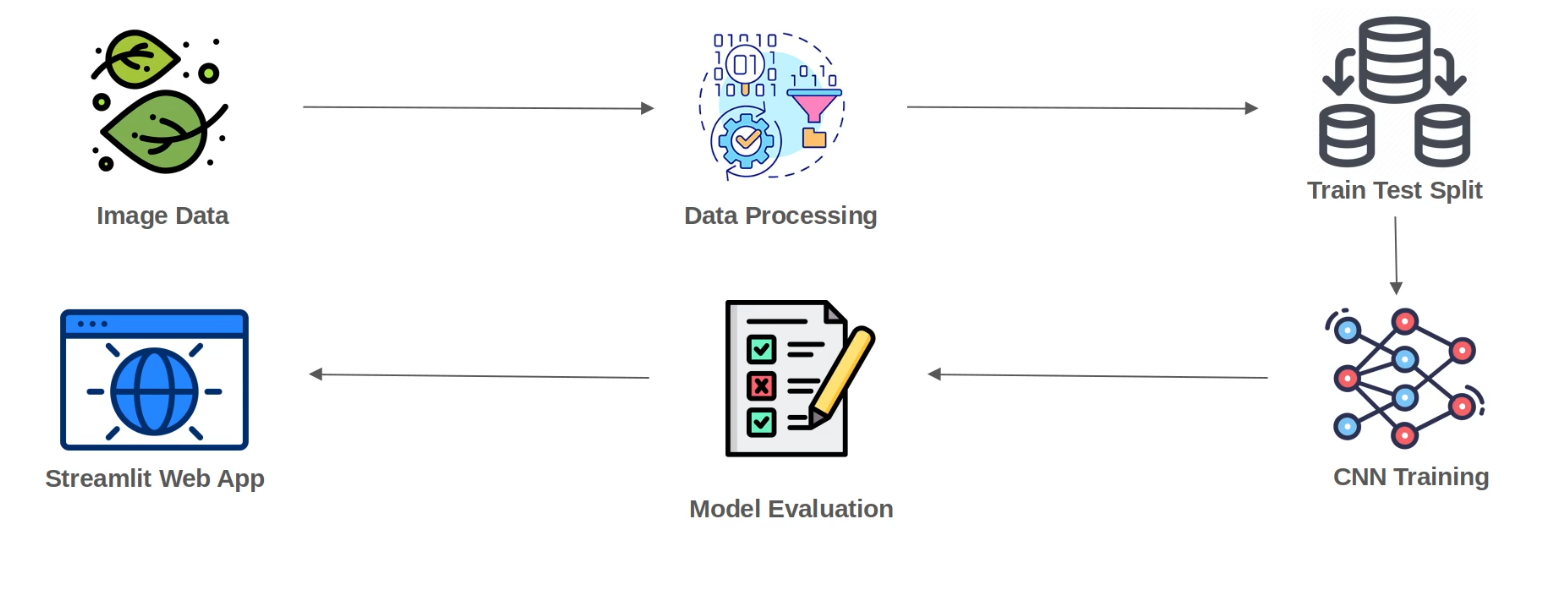 Image Data
Data Processing
Train Test Split
Streamlit Web App
Model Evaluation
CNN Training